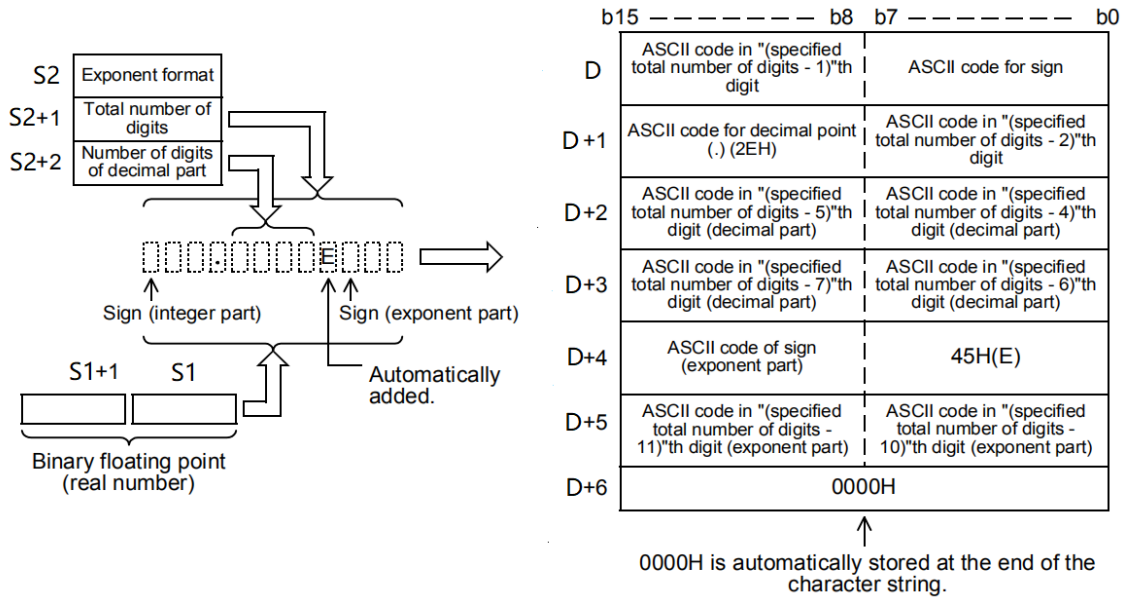 S2
Exponent format
S2+1
Total number of
digits
S2+2
Number of digits
of decimal part
.
E
Sign (integer part)
Sign (exponent part)
Automatically
added.
S1+1
S1
Binary floating point
(real number)
b15
b8
b7
b0
D
ASCII code in "(specified
total number of digits - 1)"th
digit
ASCII code for sign
D+1
ASCII code for decimal point
(.) (2EH)
ASCII code in "(specified
total number of digits - 2)"th
digit
D+2
ASCII code in "(specified
total number of digits - 5)"th
digit (decimal part)
ASCII code in "(specified
total number of digits - 4)"th
digit (decimal part)
D+3
ASCII code in "(specified
total number of digits - 7)"th
digit (decimal part)
ASCII code in "(specified
total number of digits - 6)"th
digit (decimal part)
D+4
ASCII code of sign
(exponent part)
45H(E)
D+5
ASCII code in "(specified
total number of digits -
11)"th digit (exponent part)
ASCII code in "(specified
total number of digits -
10)"th digit (exponent part)
D+6
0000H
0000H is automatically stored at the end of the
character string.